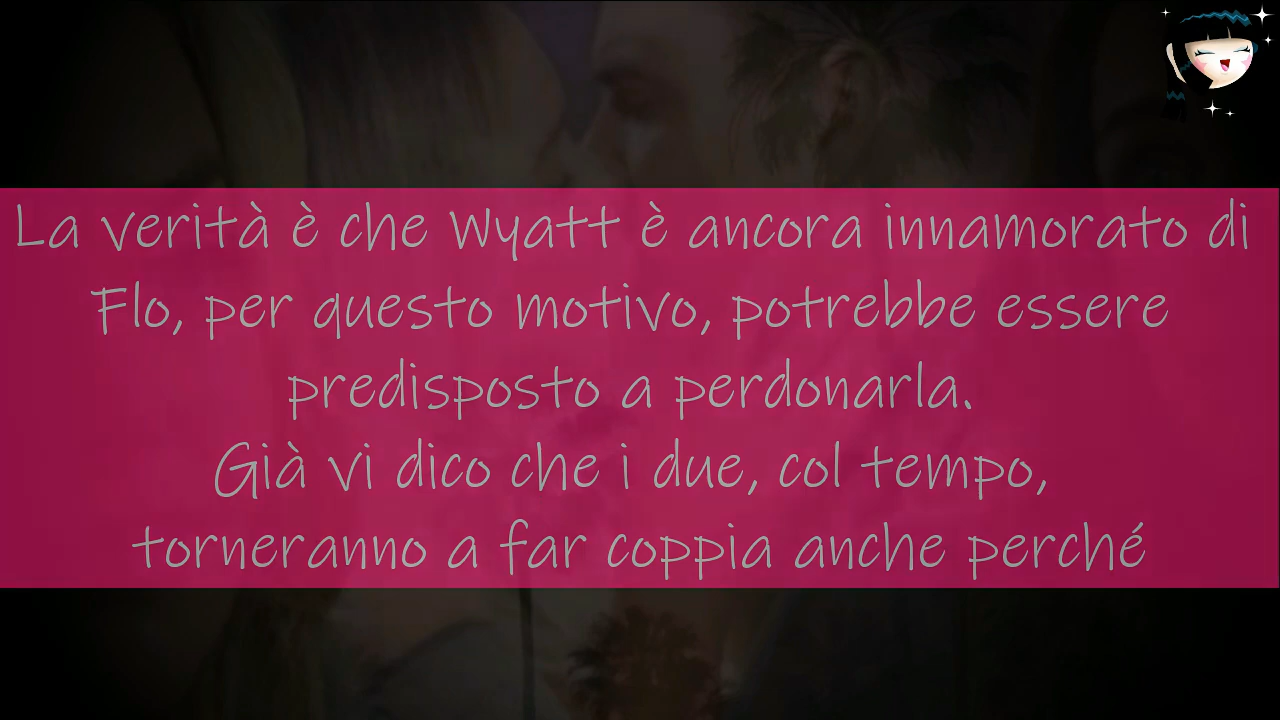 La verità è che Wyatt è ancora innamorato di
Flo, per questo motivo, potrebbe essere
predisposto a perdonarla.
Già vi dico che i due, col tempo,
torneranno a far coppia anche perché